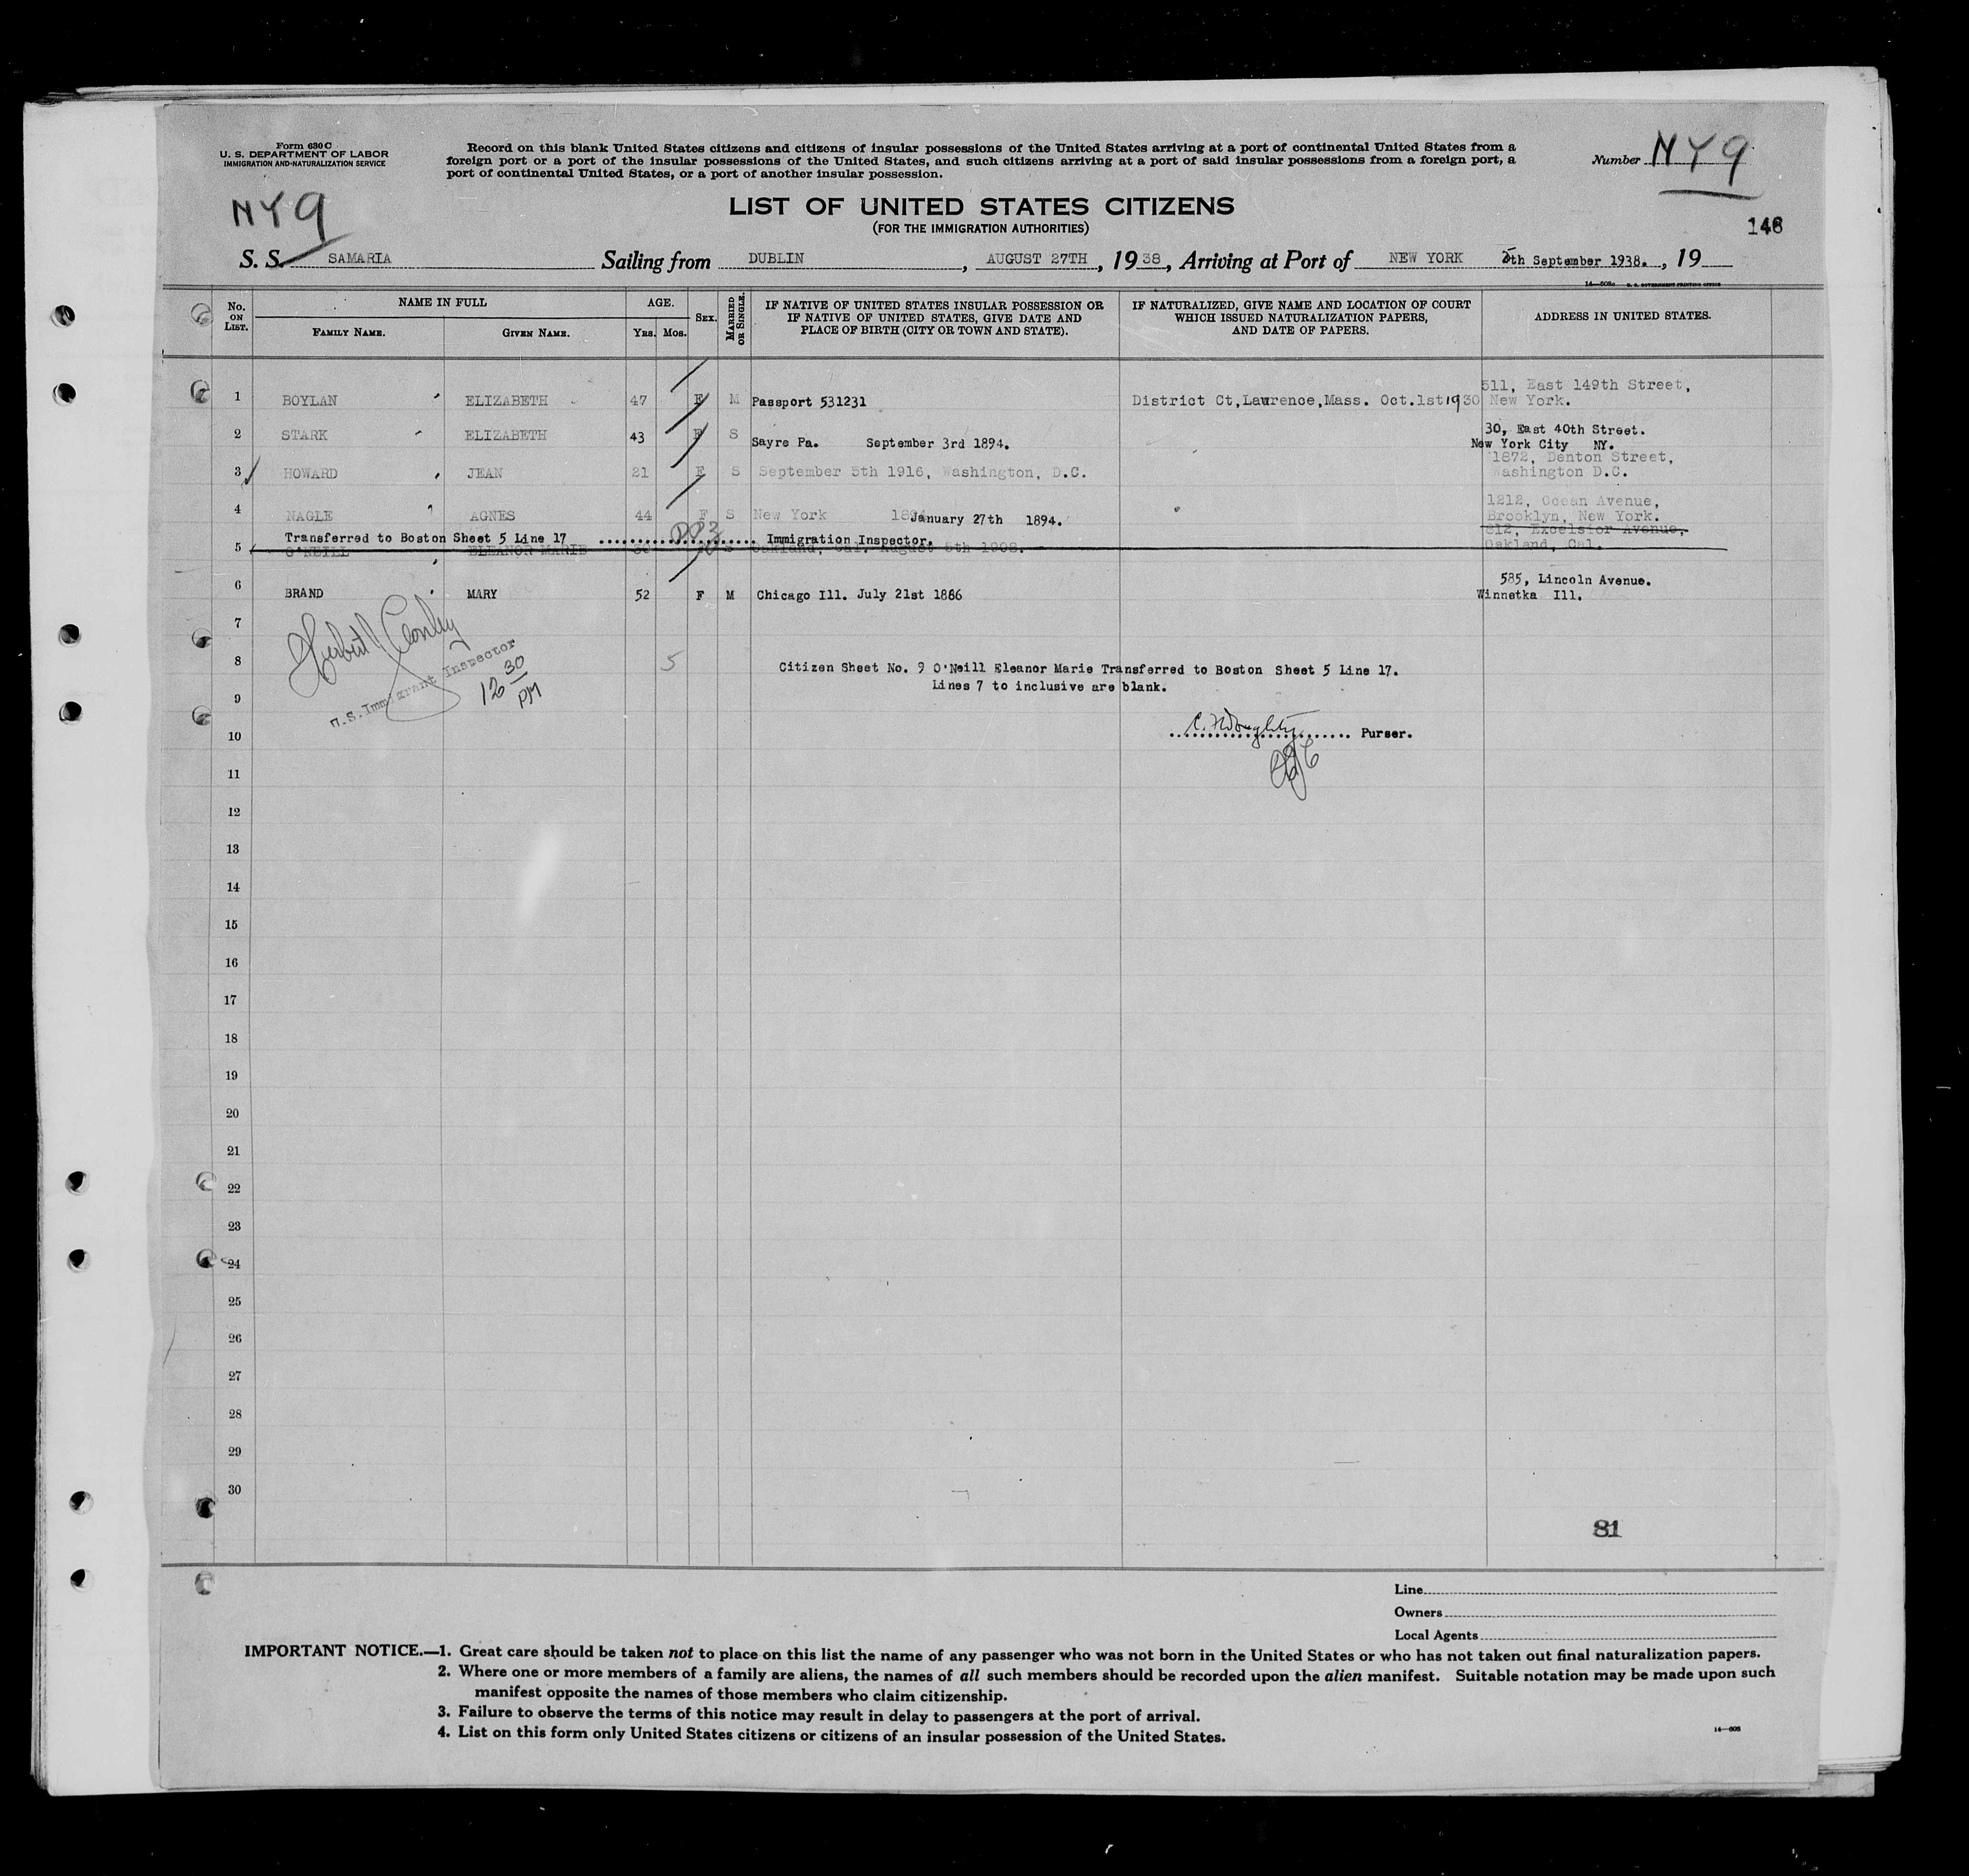 Form 630 C
U. S. DEPARTMENT OF LABOR
IMMIGRATION AND NATURALIZATION SERVICE
Record on this blank United States citizens and citizens of insular possessions of the United States arriving at a port of continental United States from a
foreign port or a port of the insular possessions of the United States, and such citizens arriving at a port of said insular possessions from a foreign port, a
port of continental United States, or a port of another insular possession.
Number NY 9
NY 9
LIST OF UNITED STATES CITIZENS
(FOR THE IMMIGRATION AUTHORITIES)
146
S. S. SAMARIA Sailing from DUBLIN, AUGUST 27TH, 1938, Arriving at Port of NEW YORK 5th September 1938., 19
No. ON LIST. NAME IN FULL FAMILY NAME. GIVEN NAME. AGE. Yrs. Mos. SEX. MARRIED OR SINGLE. IF NATIVE OF UNITED STATES INSULAR POSSESSION OR IF NATIVE OF UNITED STATES, GIVE DATE AND PLACE OF BIRTH (CITY OR TOWN AND STATE). IF NATURALIZED, GIVE NAME AND LOCATION OF COURT WHICH ISSUED NATURALIZATION PAPERS, AND DATE OF PAPERS. ADDRESS IN UNITED STATES.
1 BOYLAN ELIZABETH 47 F M Passport 531231 District Ct,Lawrence,Mass. Oct.1st1930 511, East 149th Street,
New York.
2 STARK ELIZABETH 43 F S Sayre Pa. September 3rd 1894. 30, East 40th Street.
New York City NY.
3 HOWARD JEAN 21 F S September 5th 1916, Washington, D.C. 1872, Denton Street,
Washington D.C.
4 NAGLE AGNES 44 F S New York January 27th 1894. 1212, Ocean Avenue,
Brooklyn, New York.
Transferred to Boston Sheet 5 Line 17 Immigration Inspector.
5 O'NEILL ELEANOR MARIE 30 S Oakland, Cal. August 5th 1908. 812, Excelsior Avenue,
Oakland, Cal.
6 BRAND MARY 52 F M Chicago Ill. July 21st 1886 585, Lincoln Avenue.
Winnetka Ill.
7
8 5 Citizen Sheet No. 9 O'Neill Eleanor Marie Transferred to Boston Sheet 5 Line 17.
Lines 7 to inclusive are blank.
U.S. Immigrant Inspector
12 30 PM
9
10 Purser.
11
12
13
14
15
16
17
18
19
20
21
22
23
24
25
26
27
28
29
30
81
Line
Owners
Local Agents
IMPORTANT NOTICE.—1. Great care should be taken not to place on this list the name of any passenger who was not born in the United States or who has not taken out final naturalization papers.
2. Where one or more members of a family are aliens, the names of all such members should be recorded upon the alien manifest. Suitable notation may be made upon such
manifest opposite the names of those members who claim citizenship.
3. Failure to observe the terms of this notice may result in delay to passengers at the port of arrival.
4. List on this form only United States citizens or citizens of an insular possession of the United States.
14—608